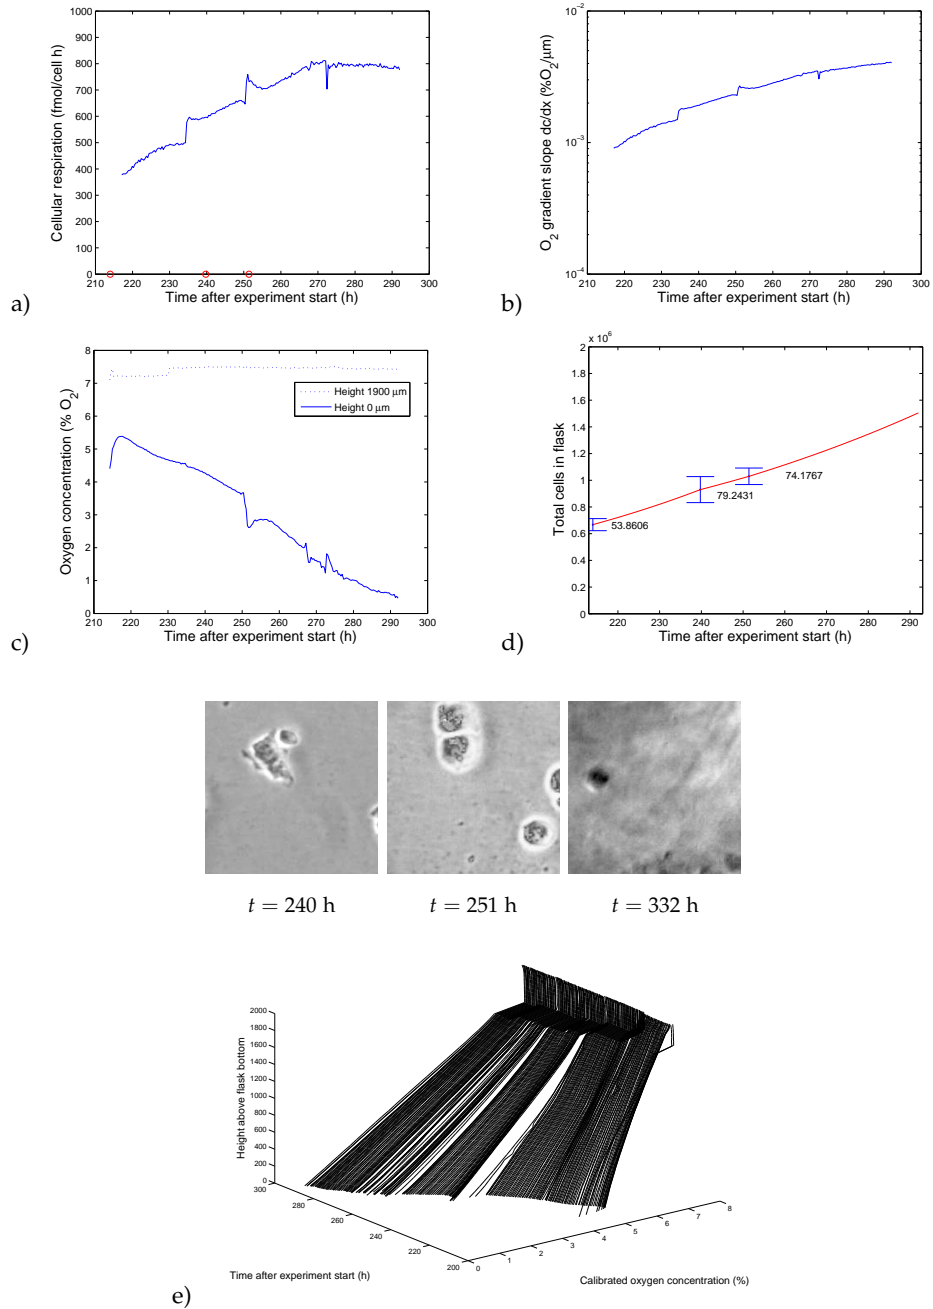 1000
900
800
700
600
500
400
300
200
100
0
210 220 230 240 250 260 270 280 290 300
Cellular respiration (fmol/cell h)
Time after experiment start (h)
a)
10−2
10−3
10−4
210 220 230 240 250 260 270 280 290 300
O2 gradient slope dc/dx (%O2/μm)
Time after experiment start (h)
b)
8
7
6
5
4
3
2
1
0
210 220 230 240 250 260 270 280 290 300
Oxygen concentration (% O2)
Height 1900 μm
Height 0 μm
Time after experiment start (h)
c)
x 10^6
2
1.8
1.6
1.4
1.2
1
0.8
0.6
0.4
0.2
0
220 230 240 250 260 270 280 290
Total cells in flask
53.8606
79.2431
74.1767
Time after experiment start (h)
d)
t = 240 h
t = 251 h
t = 332 h
2000
1800
1600
1400
1200
1000
800
600
400
200
0
Height above flask bottom
300
280
260
240
220
200
0 1 2 3 4 5 6 7 8
Time after experiment start (h)
Calibrated oxygen concentration (%)
e)